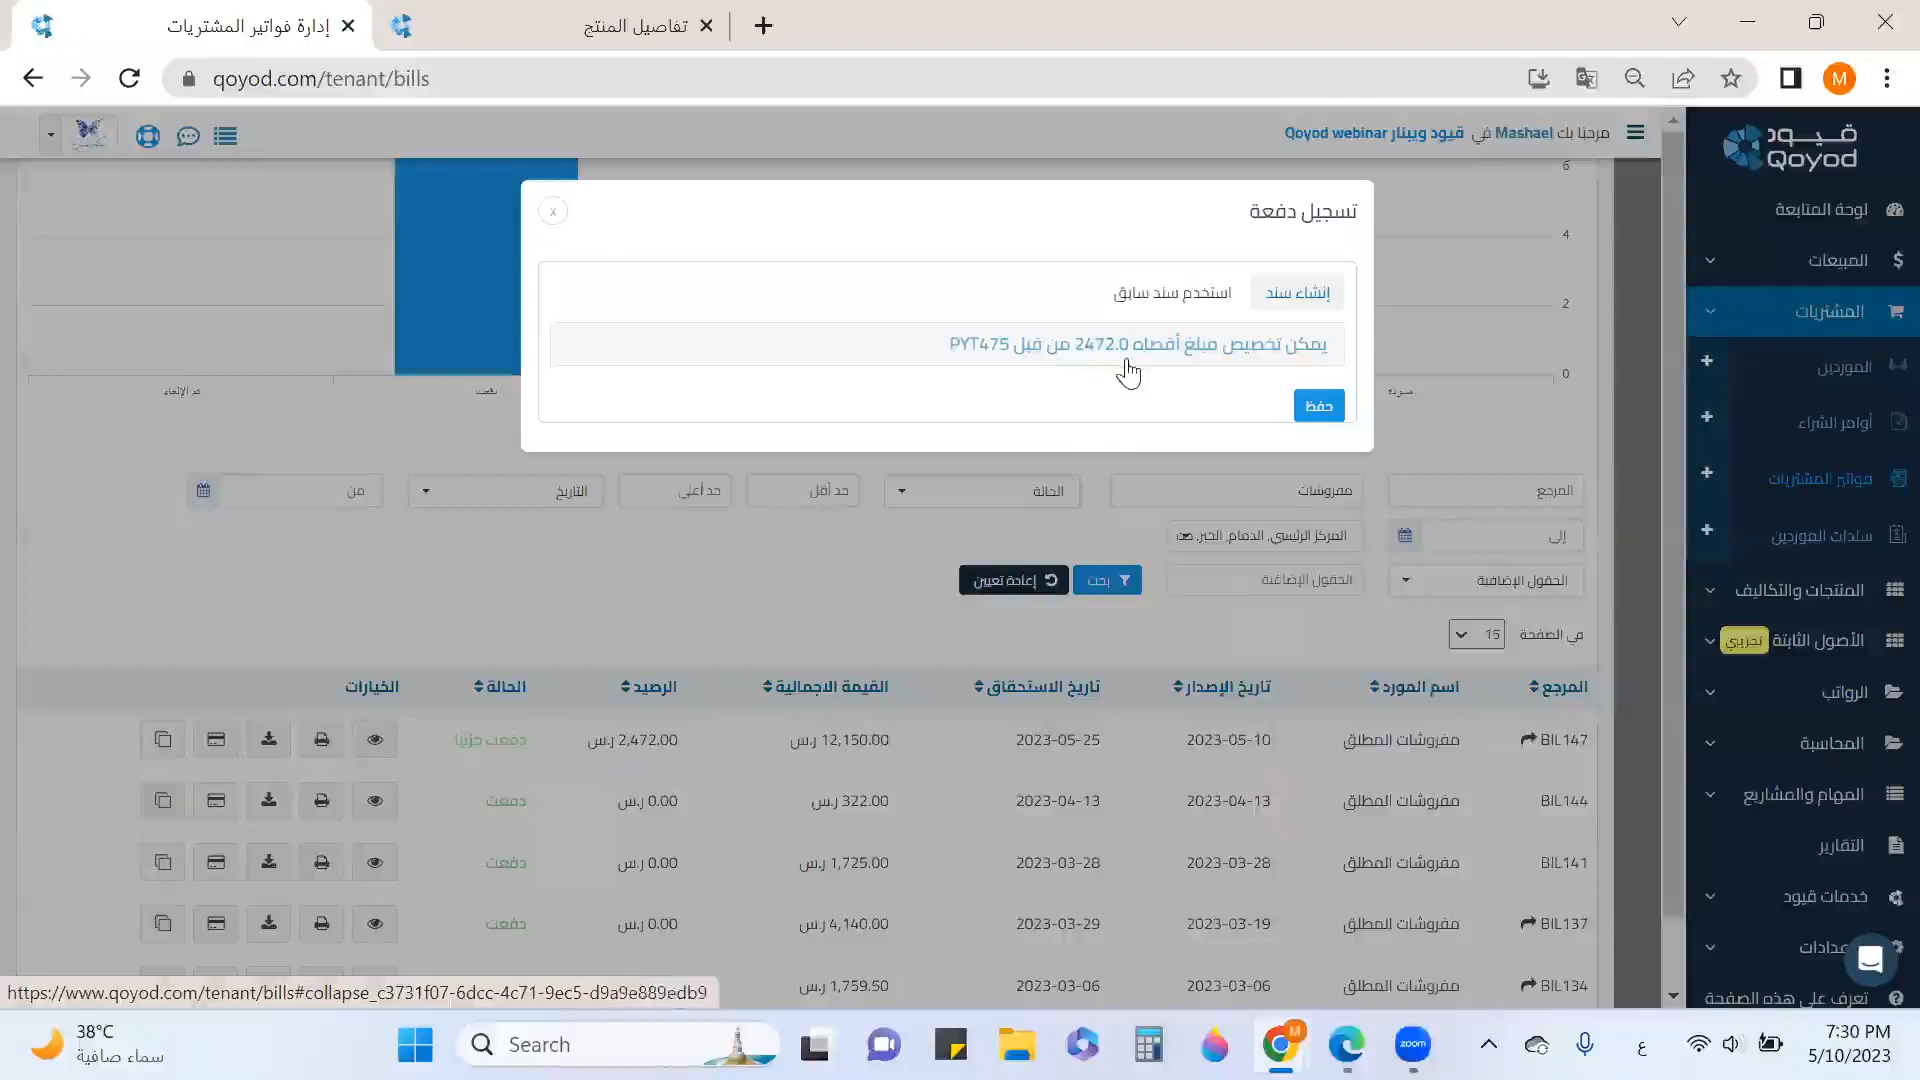 إدارة فواتير المشتريات
تفاصيل المنتج
qoyod.com/tenant/bills
M
مرحبًا بك Mashael في قيود ويبينار Qoyod webinar
قيود
Qoyod
تسجيل دفعة
x
إنشاء سند
استخدم سند سابق
يمكن تخصيص مبلغ أقصاه 2472.0 من قبل PYT475
حفظ
6
4
2
0
دفعت
المرجع
مفروشات
الحالة
حد أقل
حد أعلى
التاريخ
من
إلى
المركز الرئيسي, الدمام, الخبر,
الحقول الإضافية
الحقول الإضافية
بحث
إعادة تعيين
في الصفحة
15
المرجع اسم المورد تاريخ الإصدار تاريخ الاستحقاق القيمة الاجمالية الرصيد الحالة الخيارات
BIL147 مفروشات المطلق 2023-05-10 2023-05-25 12,150.00 ر.س 2,472.00 ر.س دفعت جزئيا
BIL144 مفروشات المطلق 2023-04-13 2023-04-13 322.00 ر.س 0.00 ر.س دفعت
BIL141 مفروشات المطلق 2023-03-28 2023-03-28 1,725.00 ر.س 0.00 ر.س دفعت
BIL137 مفروشات المطلق 2023-03-19 2023-03-29 4,140.00 ر.س 0.00 ر.س دفعت
BIL134 مفروشات المطلق 2023-03-06 2023-03-06 1,759.50 ر.س
لوحة المتابعة
المبيعات
المشتريات
الموردين
أوامر الشراء
فواتير المشتريات
سندات الموردين
المنتجات والتكاليف
الأصول الثابتة تجريبي
الرواتب
المحاسبة
المهام والمشاريع
التقارير
خدمات قيود
تعرف على هذه الصفحة
https://www.qoyod.com/tenant/bills#collapse_c3731f07-6dcc-4c71-9ec5-d9a9e889edb9
38°C
سماء صافية
Search
M
zoom
ع
7:30 PM
5/10/2023